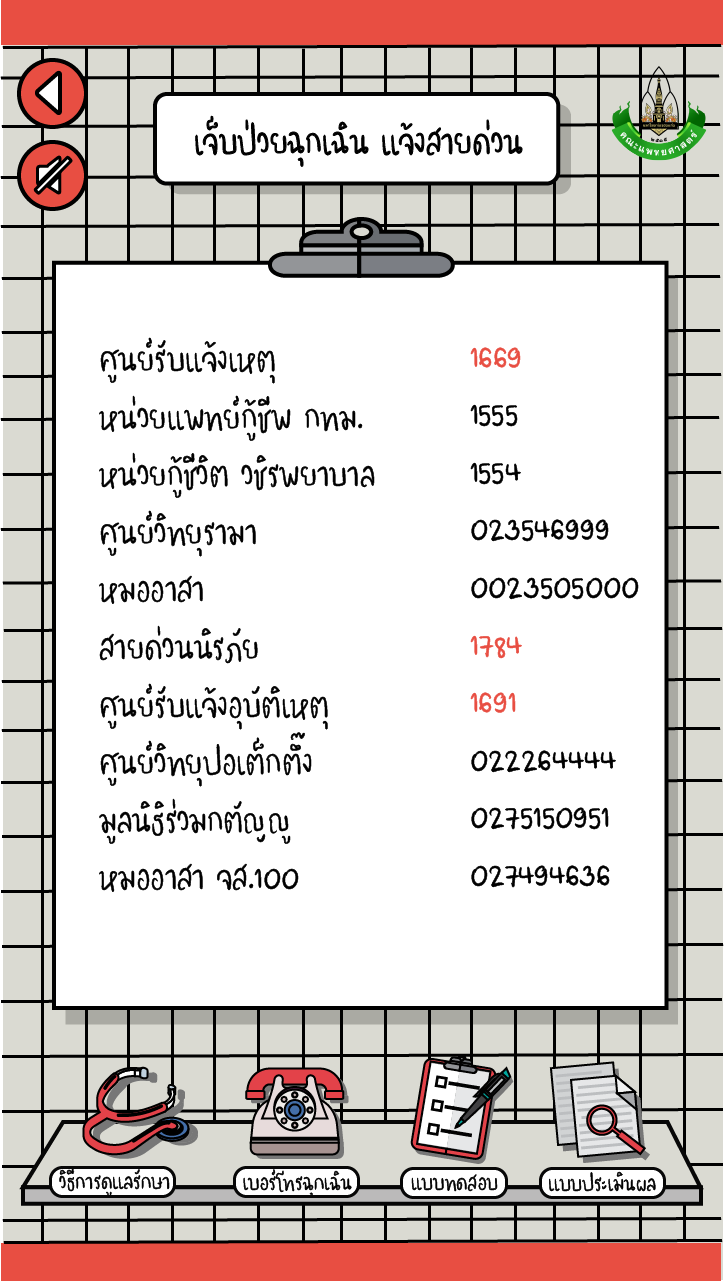 เจ็บป่วยฉุกเฉิน แจ้งสายด่วน
คณะแพทยศาสตร์
ศูนย์รับแจ้งเหตุ 1669
หน่วยแพทย์กู้ชีพ กทม. 1555
หน่วยกู้ชีวิต วชิรพยาบาล 1554
ศูนย์วิทยุรามา 023546999
หมออาสา 0023505000
สายด่วนนิรภัย 1784
ศูนย์รับแจ้งอุบัติเหตุ 1691
ศูนย์วิทยุปอเต็กตึ๊ง 022264444
มูลนิธิร่วมกตัญญู 0275150951
หมออาสา จส.100 027494636
วิธีการดูแลรักษา
เบอร์โทรฉุกเฉิน
แบบทดสอบ
แบบประเมินผล